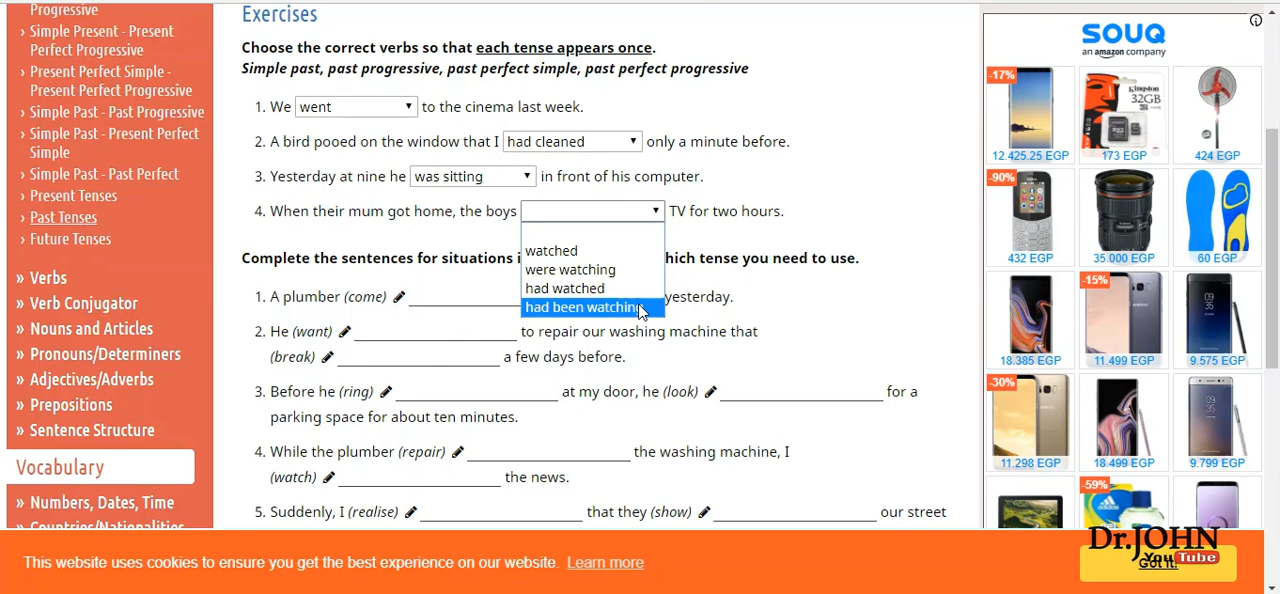 Progressive
› Simple Present - Present
Perfect Progressive
› Present Perfect Simple -
Present Perfect Progressive
› Simple Past - Past Progressive
› Simple Past - Present Perfect
Simple
› Simple Past - Past Perfect
› Present Tenses
› Past Tenses
› Future Tenses
» Verbs
» Verb Conjugator
» Nouns and Articles
» Pronouns/Determiners
» Adjectives/Adverbs
» Prepositions
» Sentence Structure
Vocabulary
» Numbers, Dates, Time
» Countries/Nationalities
Exercises
Choose the correct verbs so that each tense appears once.
Simple past, past progressive, past perfect simple, past perfect progressive
1. We went to the cinema last week.
2. A bird pooed on the window that I had cleaned only a minute before.
3. Yesterday at nine he was sitting in front of his computer.
4. When their mum got home, the boys TV for two hours.
watched
were watching
had watched
had been watching
Complete the sentences for situations i hich tense you need to use.
1. A plumber (come) yesterday.
2. He (want) to repair our washing machine that
(break) a few days before.
3. Before he (ring) at my door, he (look) for a
parking space for about ten minutes.
4. While the plumber (repair) the washing machine, I
(watch) the news.
5. Suddenly, I (realise) that they (show) our street
SOUQ
an amazon company
-17%
Kingston
32GB
12.425.25 EGP 173 EGP 424 EGP
-90%
432 EGP 35.000 EGP 60 EGP
-15%
18.385 EGP 11.499 EGP 9.575 EGP
-30%
11.298 EGP 18.499 EGP 9.799 EGP
-59%
adidas
This website uses cookies to ensure you get the best experience on our website. Learn more
Got it!
Dr.JOHN
YouTube